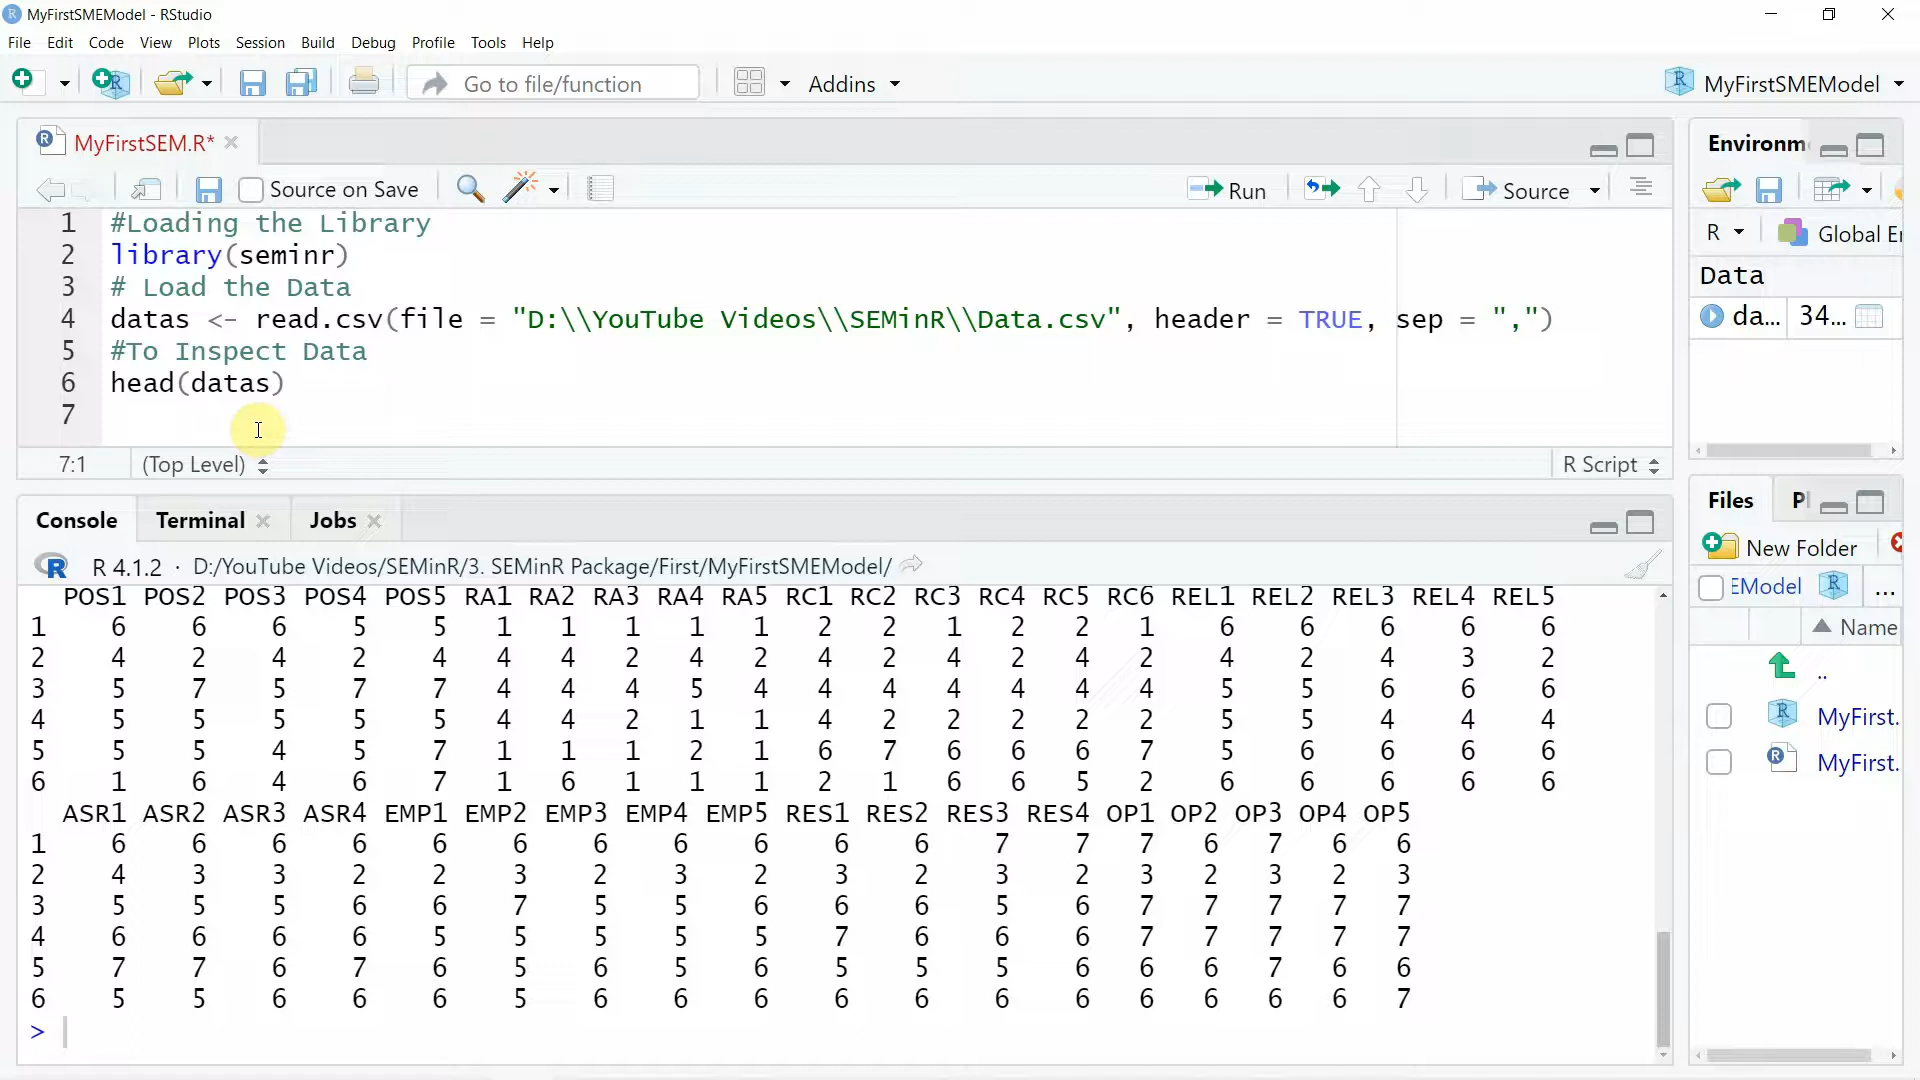 MyFirstSMEModel - RStudio
File Edit Code View Plots Session Build Debug Profile Tools Help
Go to file/function Addins MyFirstSMEModel
MyFirstSEM.R*
Source on Save Run Source
1 #Loading the Library
2 library(seminr)
3 # Load the Data
4 datas <- read.csv(file = "D:\\YouTube Videos\\SEMinR\\Data.csv", header = TRUE, sep = ",")
5 #To Inspect Data
6 head(datas)
7
7:1 (Top Level) R Script
Console Terminal Jobs
R 4.1.2 · D:/YouTube Videos/SEMinR/3. SEMinR Package/First/MyFirstSMEModel/
POS1 POS2 POS3 POS4 POS5 RA1 RA2 RA3 RA4 RA5 RC1 RC2 RC3 RC4 RC5 RC6 REL1 REL2 REL3 REL4 REL5
1 6 6 6 5 5 1 1 1 1 1 2 2 1 2 2 1 6 6 6 6 6
2 4 2 4 2 4 4 4 2 4 2 4 2 4 2 4 2 4 2 4 3 2
3 5 7 5 7 7 4 4 4 5 4 4 4 4 4 4 4 5 5 6 6 6
4 5 5 5 5 5 4 4 2 1 1 4 2 2 2 2 2 5 5 4 4 4
5 5 5 4 5 7 1 1 1 2 1 6 7 6 6 6 7 5 6 6 6 6
6 1 6 4 6 7 1 6 1 1 1 2 1 6 6 5 2 6 6 6 6 6
ASR1 ASR2 ASR3 ASR4 EMP1 EMP2 EMP3 EMP4 EMP5 RES1 RES2 RES3 RES4 OP1 OP2 OP3 OP4 OP5
1 6 6 6 6 6 6 6 6 6 6 6 7 7 7 6 7 6 6
2 4 3 3 2 2 3 2 3 2 3 2 3 2 3 2 3 2 3
3 5 5 5 6 6 7 5 5 6 6 6 5 6 7 7 7 7 7
4 6 6 6 6 5 5 5 5 5 7 6 6 6 7 7 7 7 7
5 7 7 6 7 6 5 6 5 6 5 5 5 6 6 6 7 6 6
6 5 5 6 6 6 5 6 6 6 6 6 6 6 6 6 6 6 7
>
Environm
R Global E
Data
da... 34...
Files Pl
New Folder
EModel ...
Name
..
MyFirst.
MyFirst.